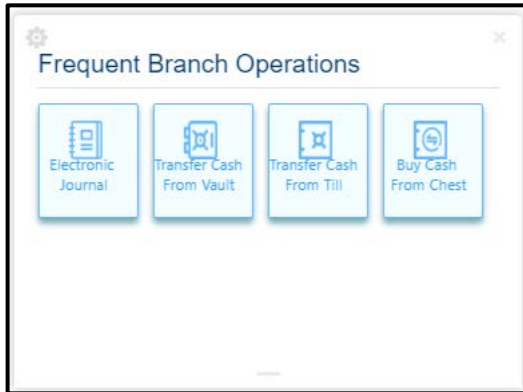 Frequent Branch Operations
Electronic
Journal
Transfer Cash
From Vault
Transfer Cash
From Till
Buy Cash
From Chest